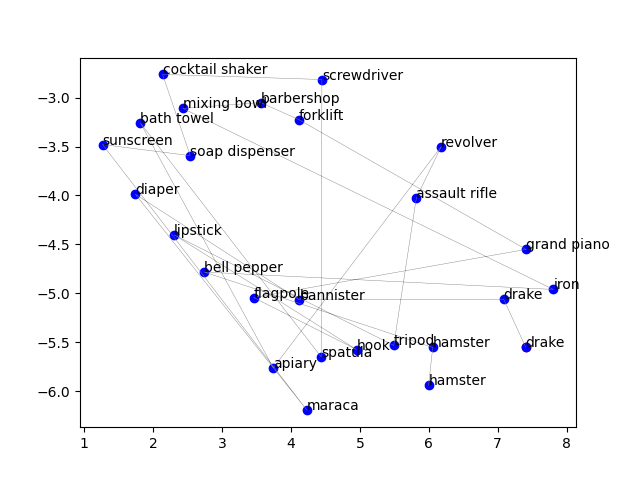 cocktail shaker
screwdriver
mixing bowl
barbershop
bath towel
forklift
sunscreen
soap dispenser
revolver
diaper
assault rifle
lipstick
grand piano
bell pepper
iron
flagpole
bannister
drake
hook
tripod
hamster
drake
spatula
apiary
hamster
maraca
−3.0
−3.5
−4.0
−4.5
−5.0
−5.5
−6.0
1 2 3 4 5 6 7 8